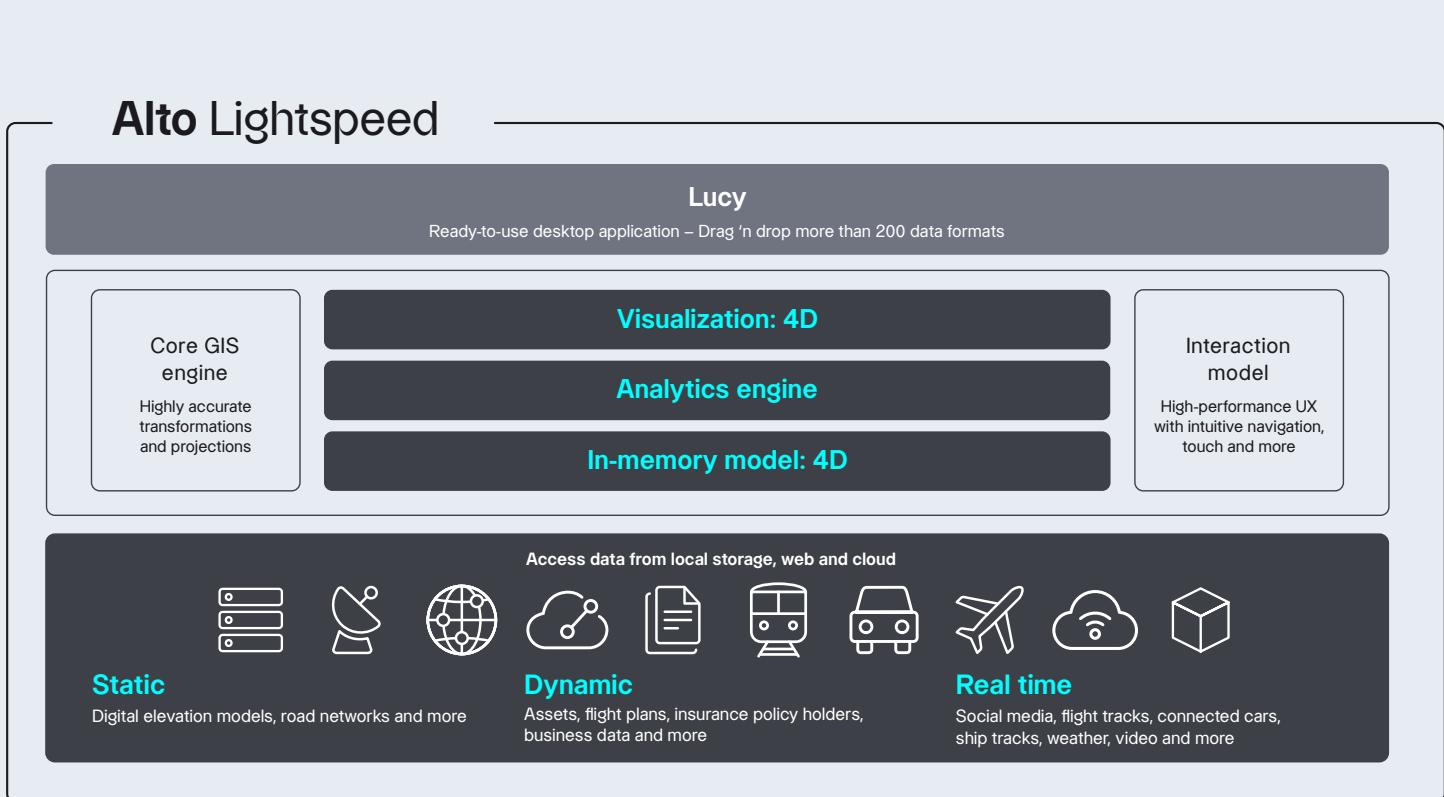 Alto Lightspeed
Lucy
Ready-to-use desktop application – Drag ‘n drop more than 200 data formats
Core GIS
engine
Highly accurate
transformations
and projections
Visualization: 4D
Analytics engine
In-memory model: 4D
Interaction
model
High-performance UX
with intuitive navigation,
touch and more
Access data from local storage, web and cloud
Static
Digital elevation models, road networks and more
Dynamic
Assets, flight plans, insurance policy holders,
business data and more
Real time
Social media, flight tracks, connected cars,
ship tracks, weather, video and more